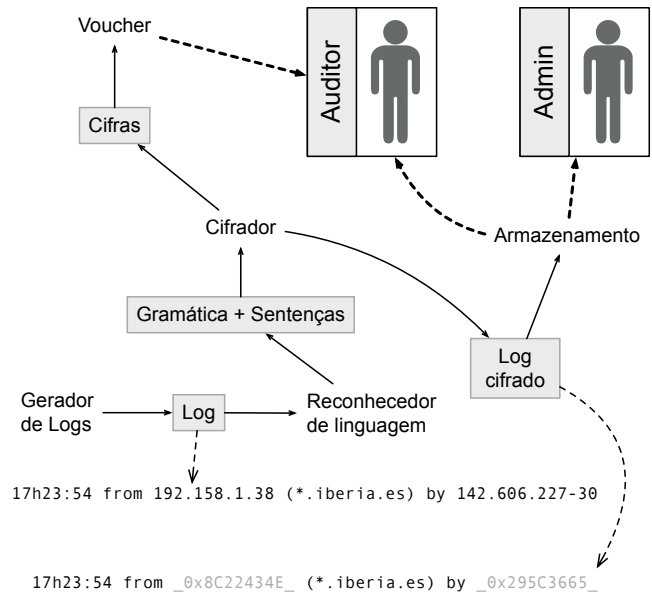 Voucher
Auditor
Admin
Cifras
Cifrador
Armazenamento
Gramática + Sentenças
Log
cifrado
Gerador
de Logs
Log
Reconhecedor
de linguagem
17h23:54 from 192.158.1.38 (*.iberia.es) by 142.606.227-30
17h23:54 from _0x8C22434E_ (*.iberia.es) by _0x295C3665_